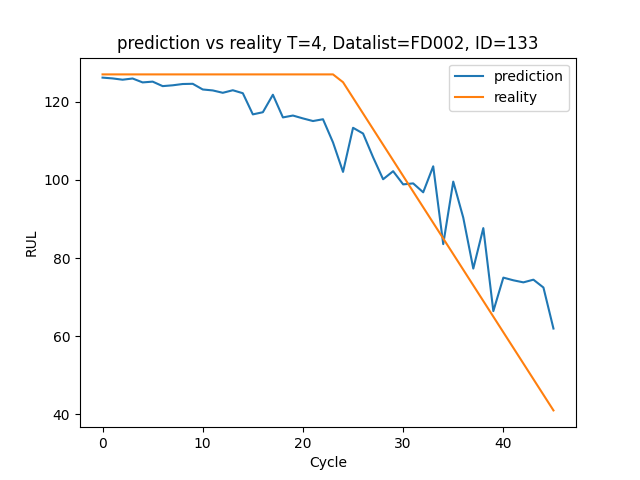 prediction vs reality T=4, Datalist=FD002, ID=133
prediction
reality
RUL
120
100
80
60
40
0 10 20 30 40
Cycle